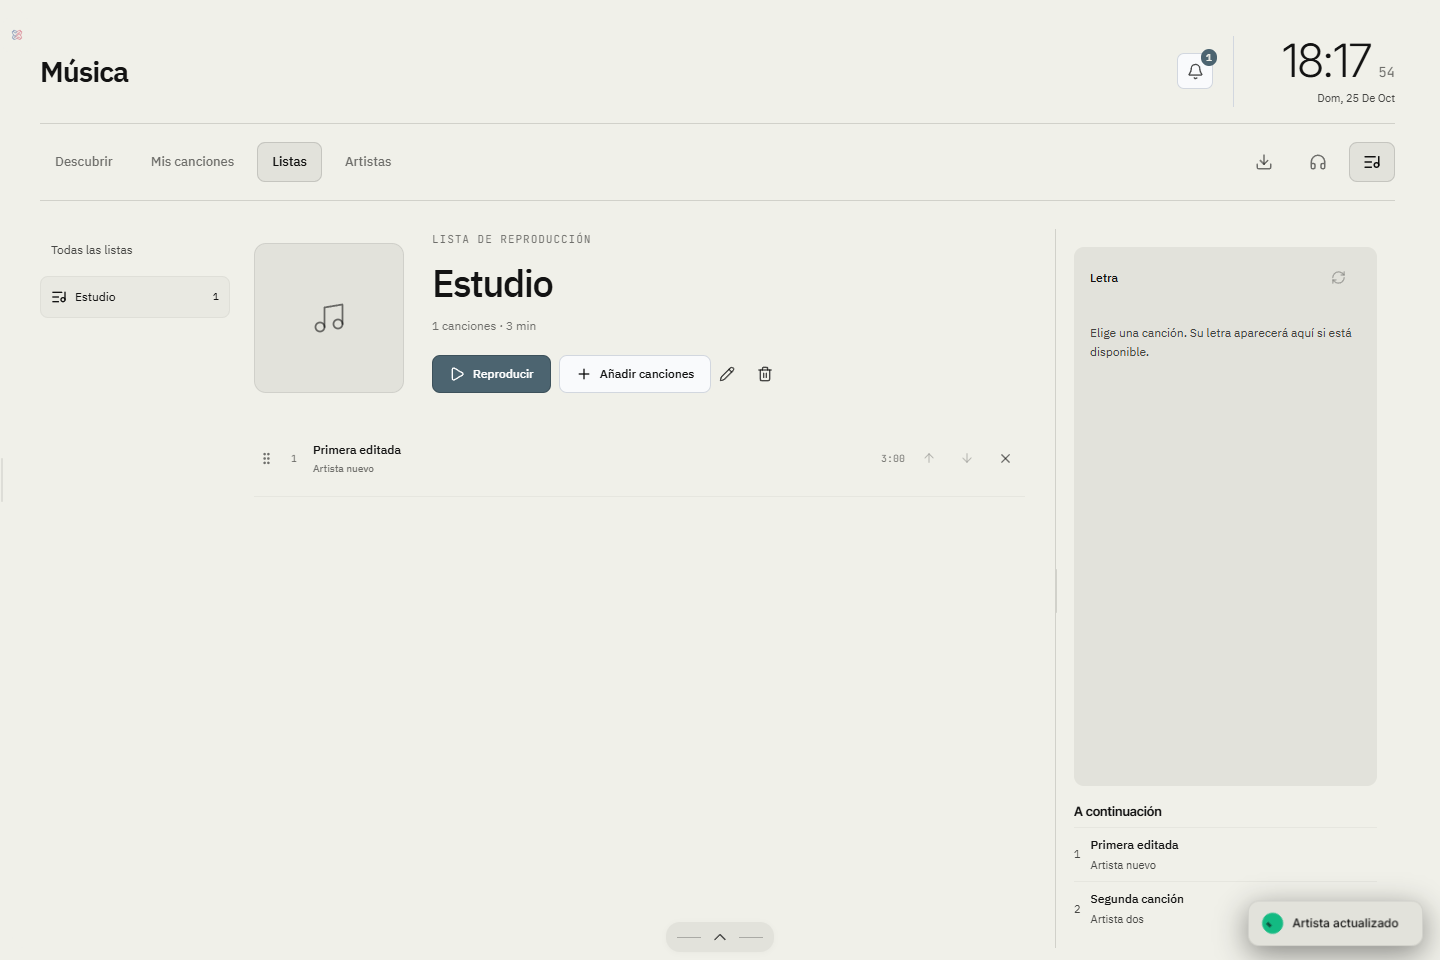 Música
1
18:17 54
Dom, 25 De Oct
Descubrir
Mis canciones
Listas
Artistas
Todas las listas
Estudio 1
LISTA DE REPRODUCCIÓN
Estudio
1 canciones · 3 min
Reproducir
Añadir canciones
1 Primera editada 3:00
Artista nuevo
Letra
Elige una canción. Su letra aparecerá aquí si está
disponible.
A continuación
1 Primera editada
Artista nuevo
2 Segunda canción
Artista dos
Artista actualizado